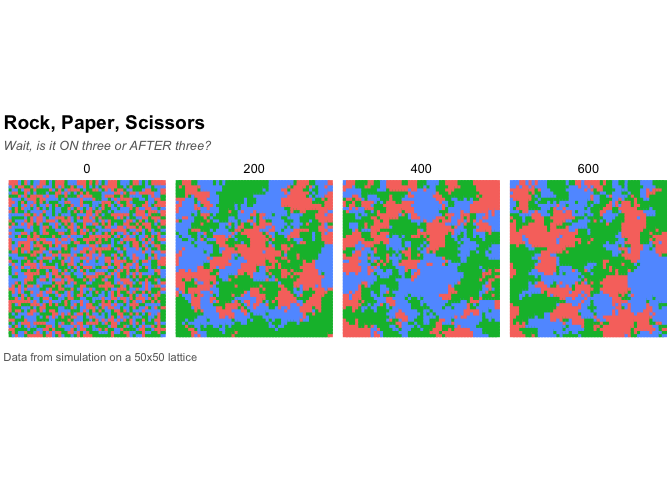 Rock, Paper, Scissors
Wait, is it ON three or AFTER three?
0 200 400 600
Data from simulation on a 50x50 lattice